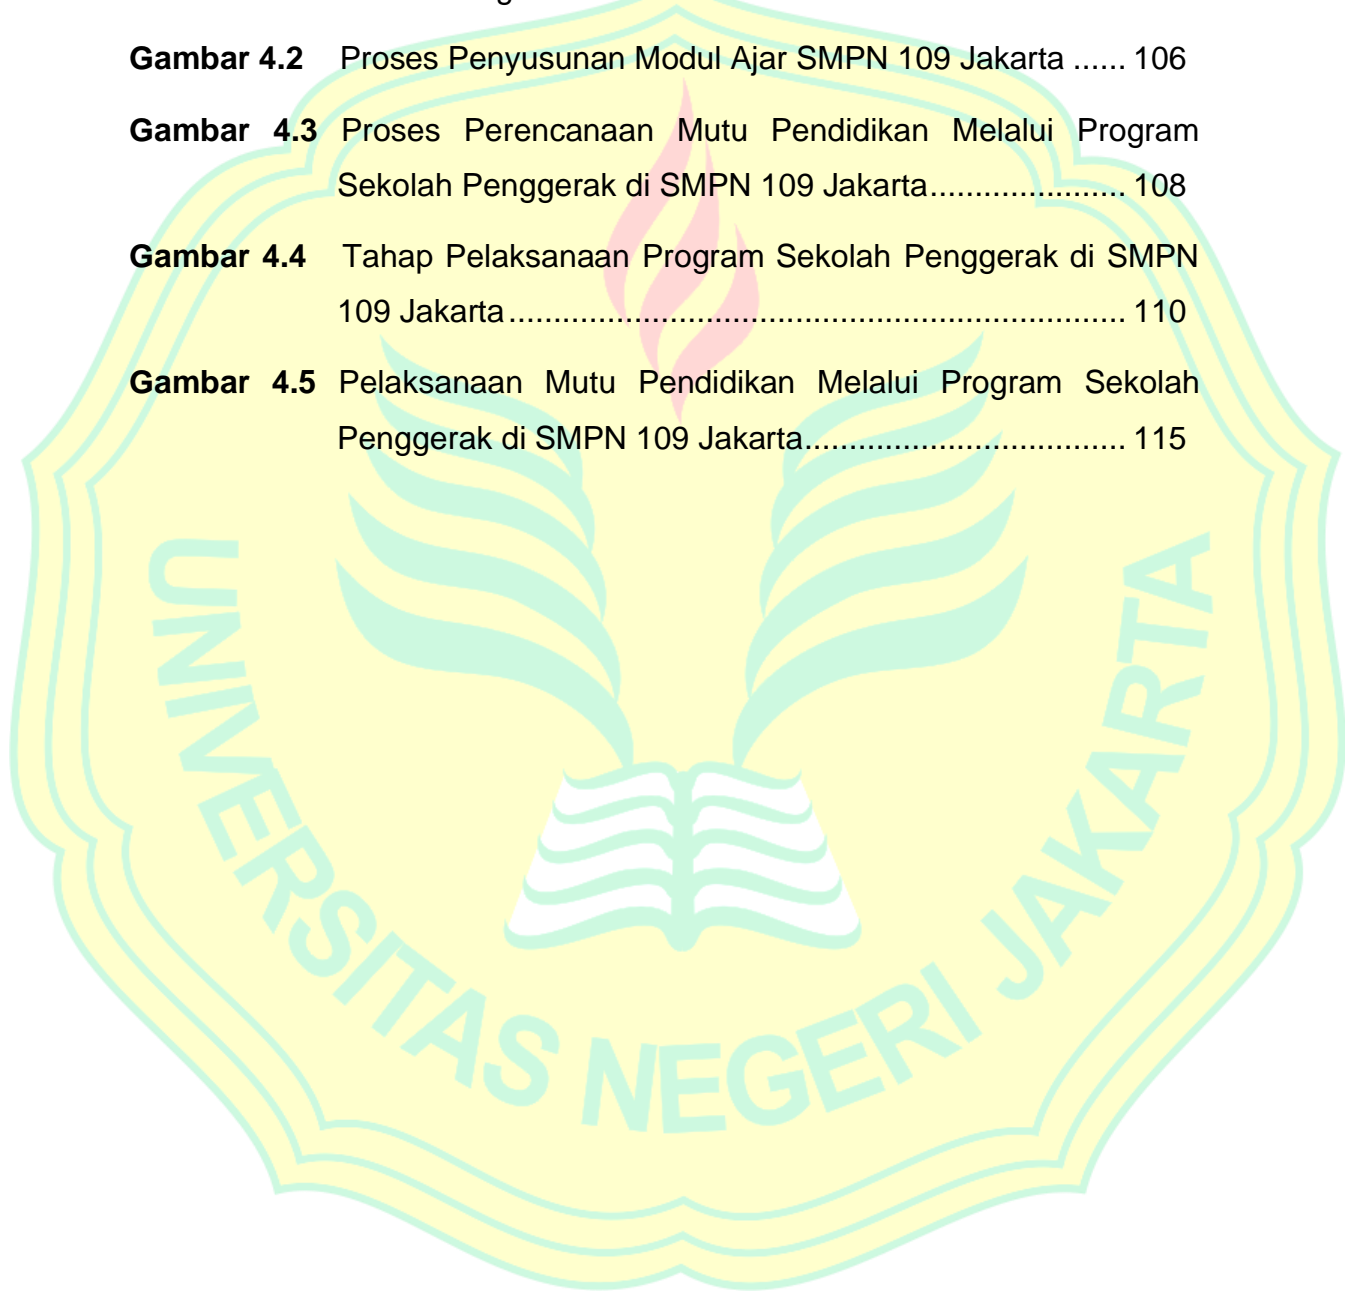 Gambar 4.2 Proses Penyusunan Modul Ajar SMPN 109 Jakarta ...... 106
Gambar 4.3 Proses Perencanaan Mutu Pendidikan Melalui Program
Sekolah Penggerak di SMPN 109 Jakarta...................... 108
Gambar 4.4 Tahap Pelaksanaan Program Sekolah Penggerak di SMPN
109 Jakarta..................................................................... 110
Gambar 4.5 Pelaksanaan Mutu Pendidikan Melalui Program Sekolah
Penggerak di SMPN 109 Jakarta.................................... 115
UNIVERSITAS NEGERI JAKARTA